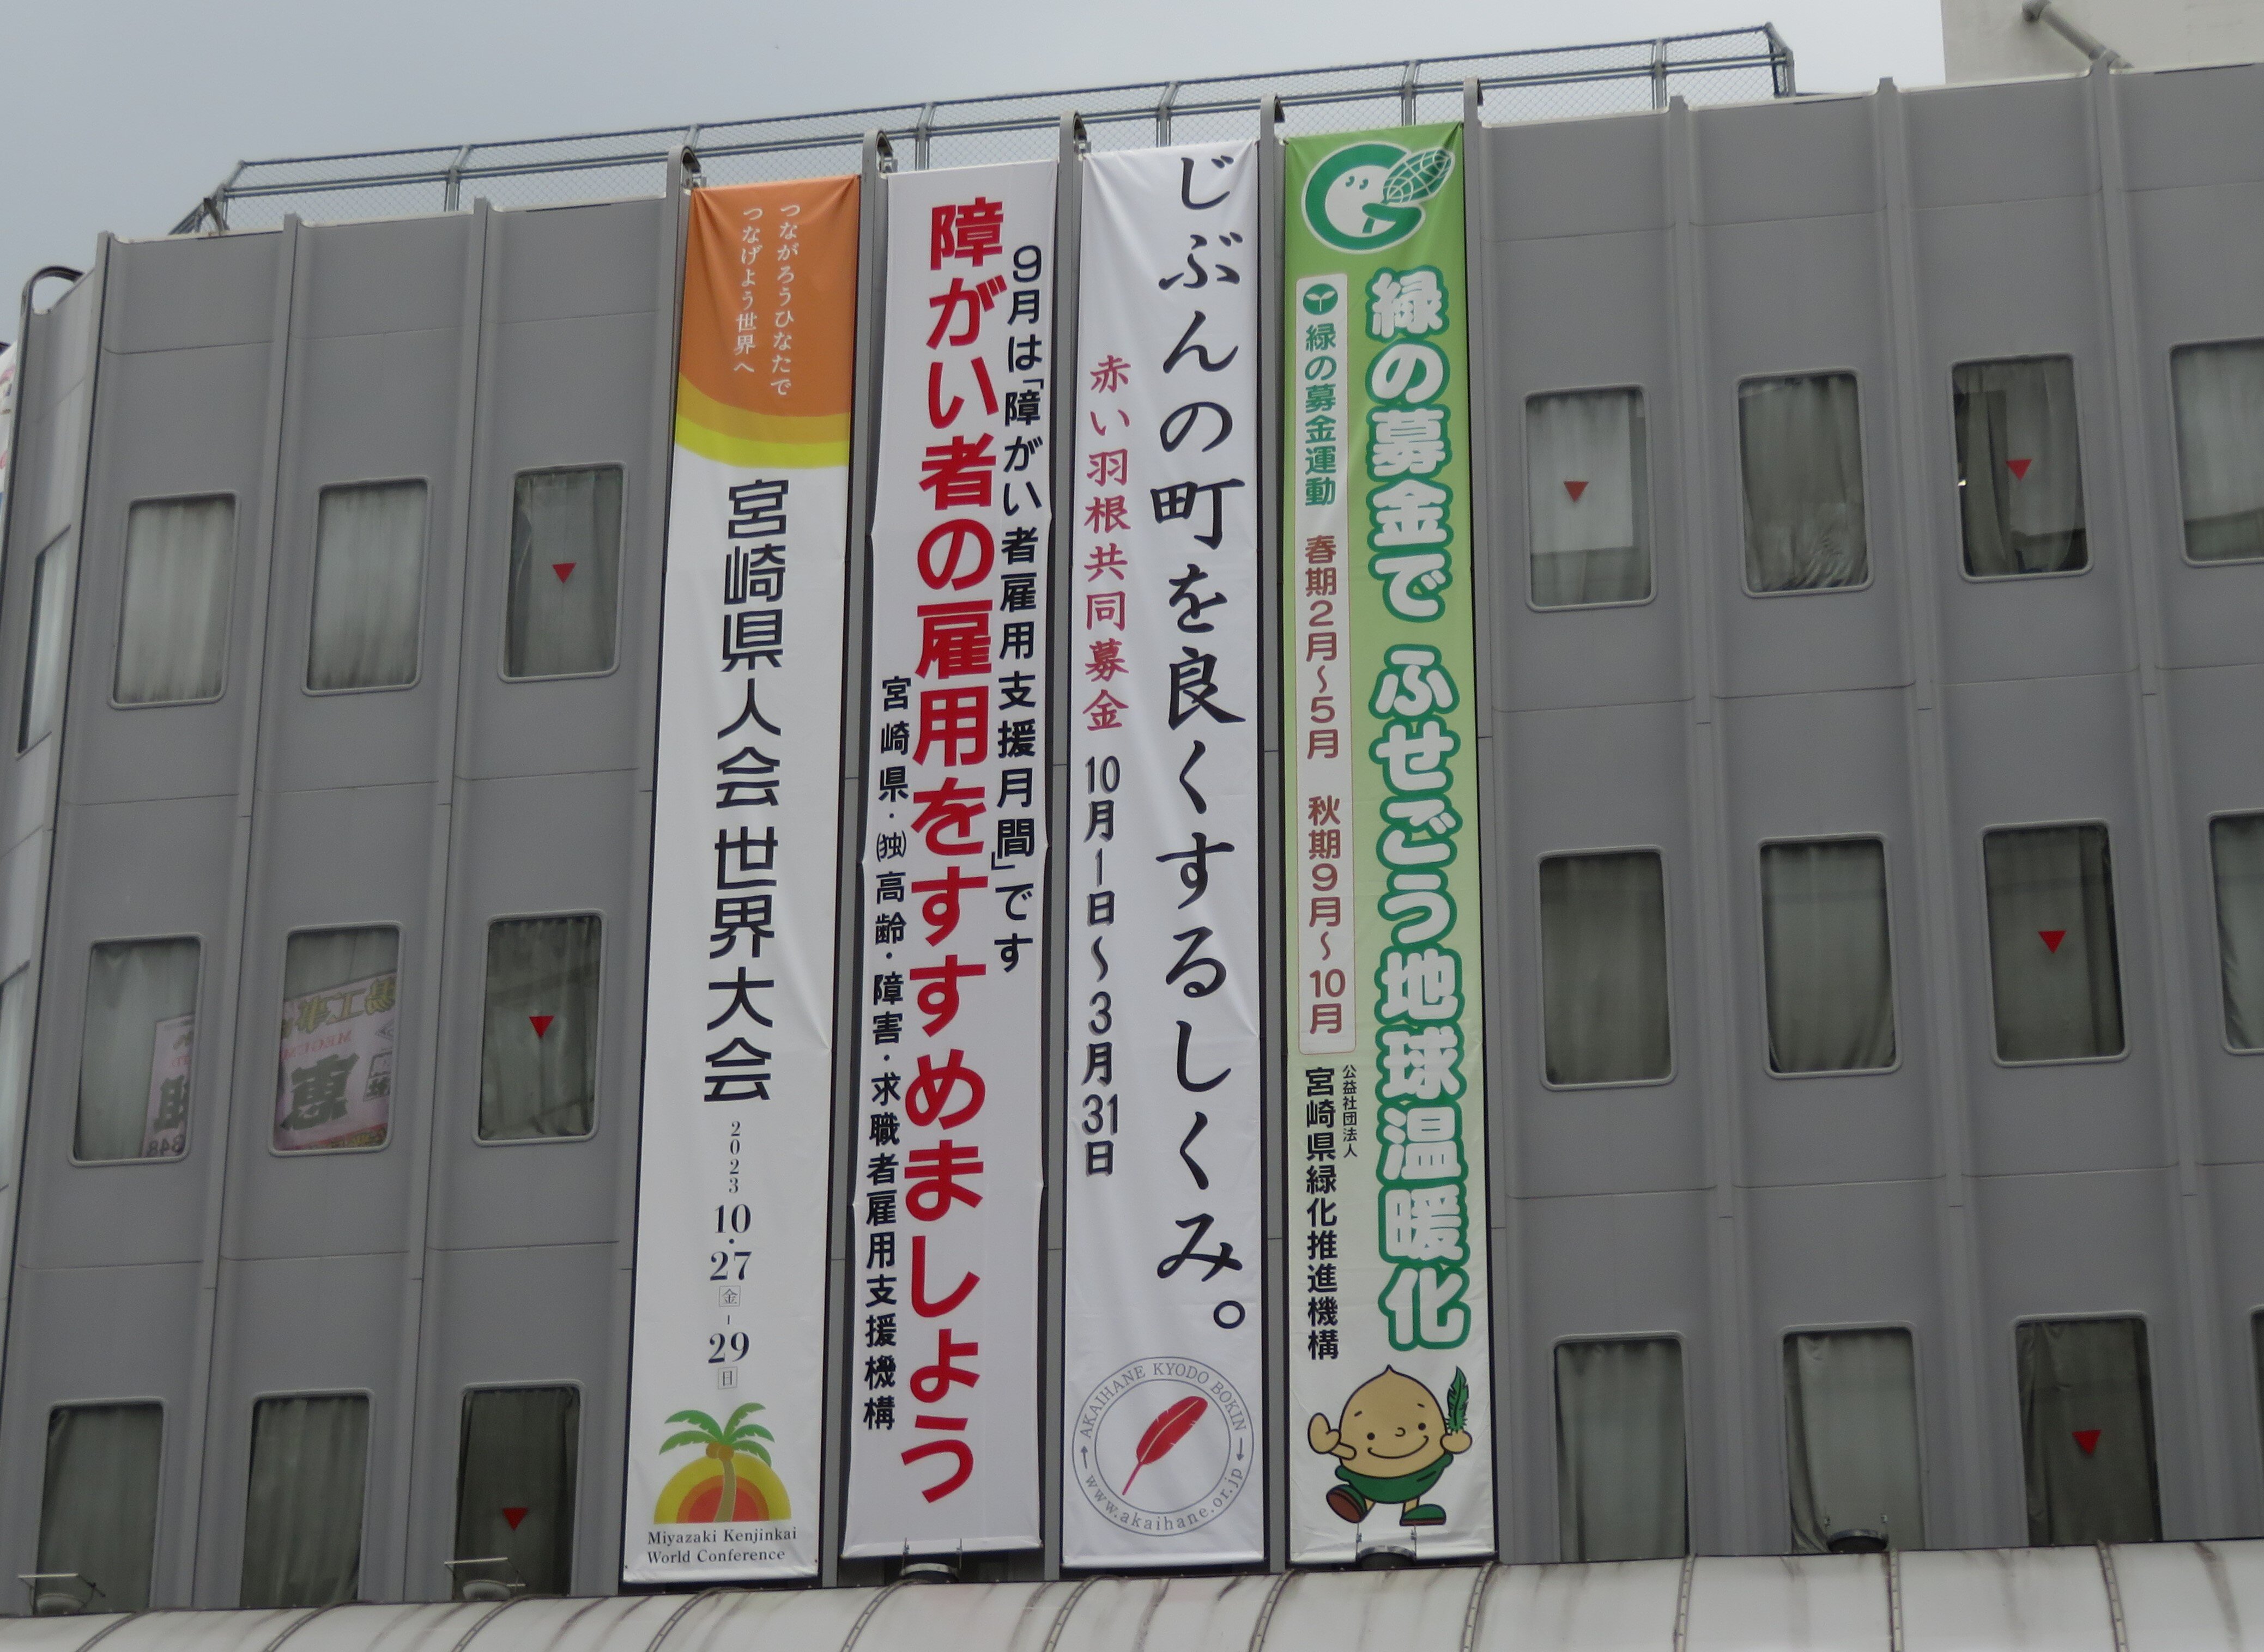 つながろうひなたで
つなげよう世界へ
宮崎県人会世界大会
2023
10・27金-29日
Miyazaki Kenjinkai
World Conference
9月は「障がい者雇用支援月間」です
障がい者の雇用をすすめましょう
宮崎県・㈱高齢・障害・求職者雇用支援機構
じぶんの町を良くするしくみ。
赤い羽根共同募金 10月1日～3月31日
AKAIHANE KYODO BOKIN
www.akaihane.or.jp
緑の募金で ふせごう地球温暖化
緑の募金運動 春期2月～5月 秋期9月～10月
公益社団法人
宮崎県緑化推進機構